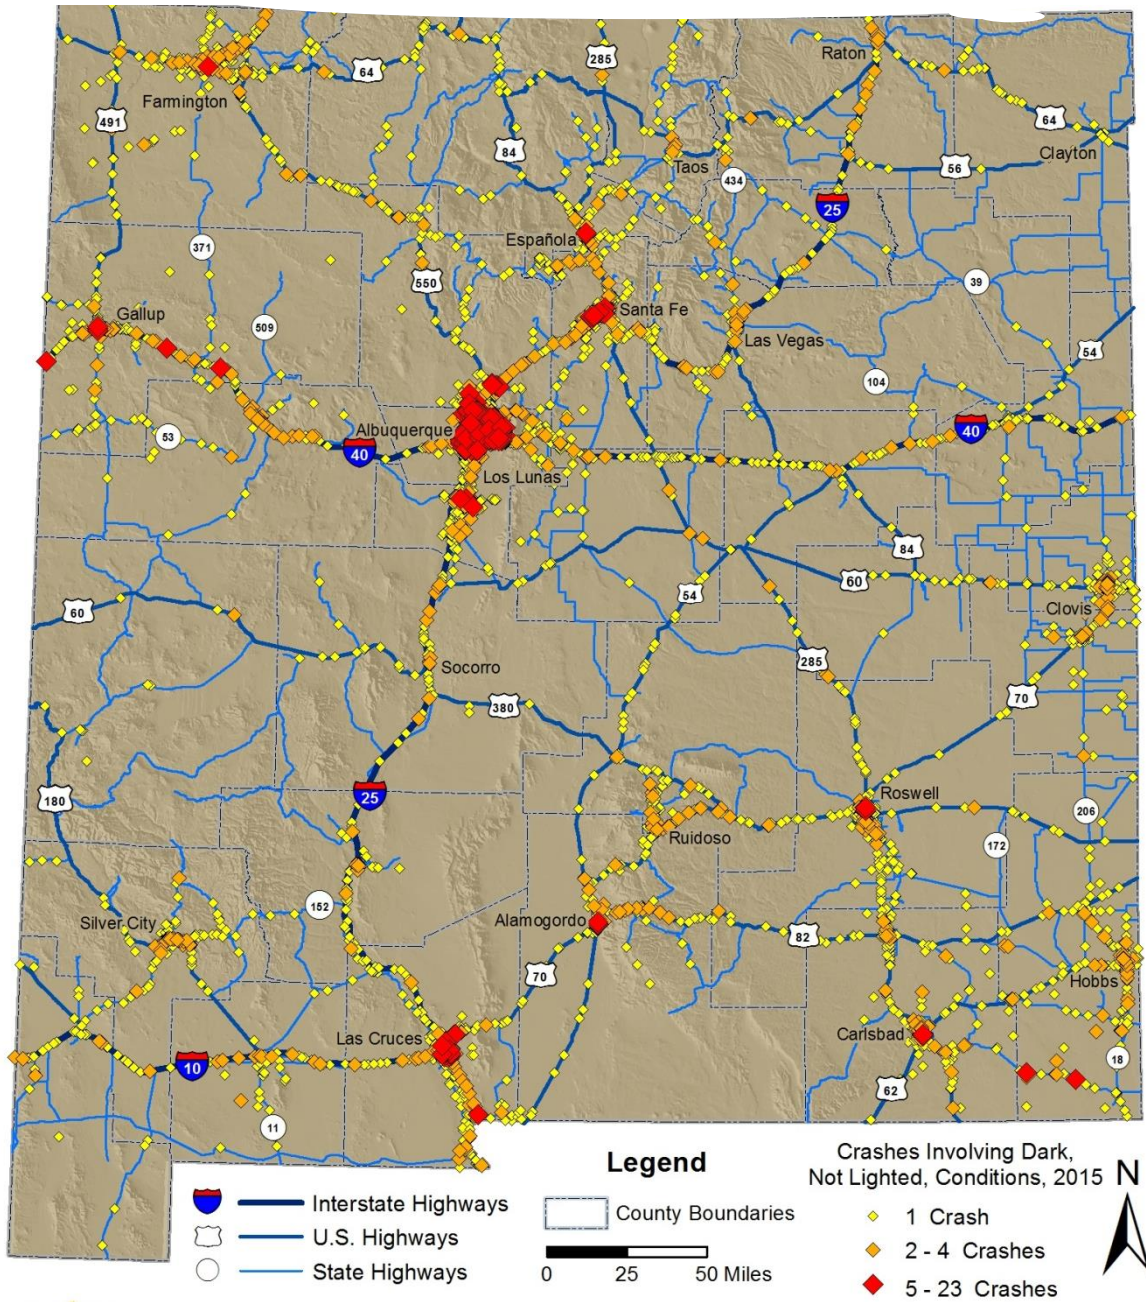 Raton
285
64
Farmington
491
64
Clayton
84
Taos
56
434
25
Española
371
550
39
Gallup
509
Santa Fe
Las Vegas
54
104
Albuquerque
53
40
40
Los Lunas
84
60
54
60
Clovis
Socorro
285
380
70
25
180
Roswell
206
Ruidoso
172
152
Silver City
Alamogordo
82
70
Hobbs
Las Cruces
Carlsbad
10
18
62
11
Legend
Crashes Involving Dark,
Not Lighted, Conditions, 2015
N
Interstate Highways
County Boundaries
1 Crash
U.S. Highways
2 - 4 Crashes
State Highways
0 25 50 Miles
5 - 23 Crashes